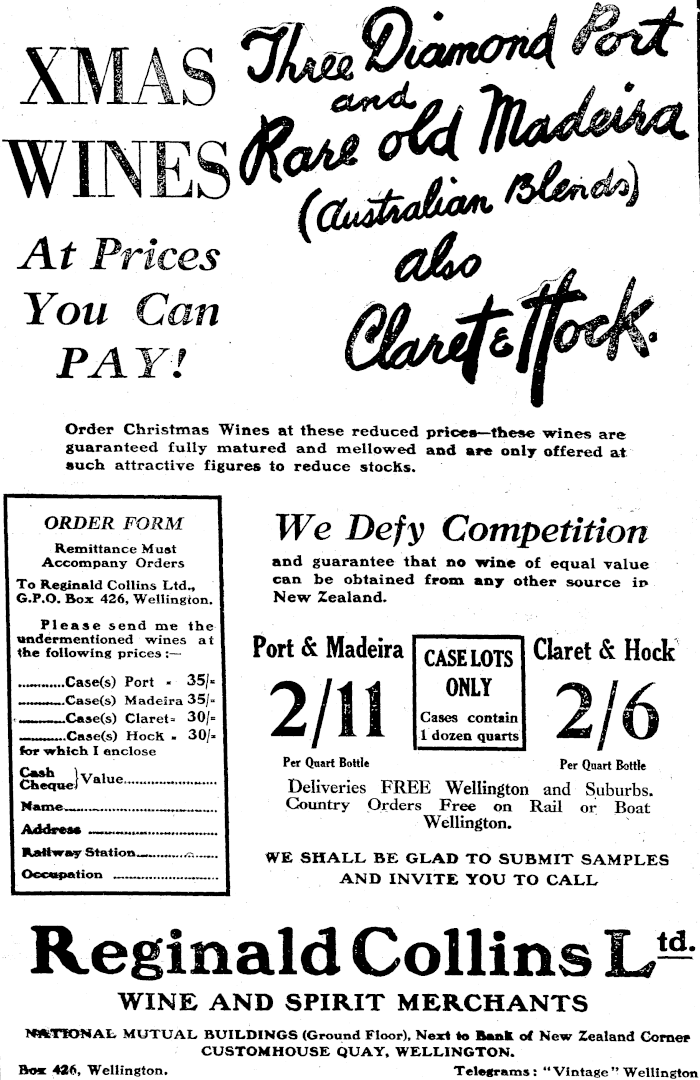 XMAS
WINES
At Prices
You Can
PAY!
Three Diamond Port
and
Rare old Madeira
(Australian Blends)
also
Claret & Hock.
Order Christmas Wines at these reduced prices—these wines are
guaranteed fully matured and mellowed and are only offered at
such attractive figures to reduce stocks.
ORDER FORM
Remittance Must
Accompany Orders
To Reginald Collins Ltd.,
G.P.O. Box 426, Wellington.
Please send me the
undermentioned wines at
the following prices:—
...........Case(s) Port - 35/-
...........Case(s) Madeira 35/-
...........Case(s) Claret- 30/-
...........Case(s) Hock - 30/-
for which I enclose
Cash
Cheque} Value......................
Name......................
Address ......................
Railway Station......................
Occupation ......................
We Defy Competition
and guarantee that no wine of equal value
can be obtained from any other source in
New Zealand.
Port & Madeira
2/11
Per Quart Bottle
CASE LOTS
ONLY
Cases contain
1 dozen quarts
Claret & Hock
2/6
Per Quart Bottle
Deliveries FREE Wellington and Suburbs.
Country Orders Free on Rail or Boat
Wellington.
WE SHALL BE GLAD TO SUBMIT SAMPLES
AND INVITE YOU TO CALL
Reginald Collins Ltd.
WINE AND SPIRIT MERCHANTS
NATIONAL MUTUAL BUILDINGS (Ground Floor), Next to Bank of New Zealand Corner
CUSTOMHOUSE QUAY, WELLINGTON.
Box 426, Wellington.
Telegrams: "Vintage" Wellington